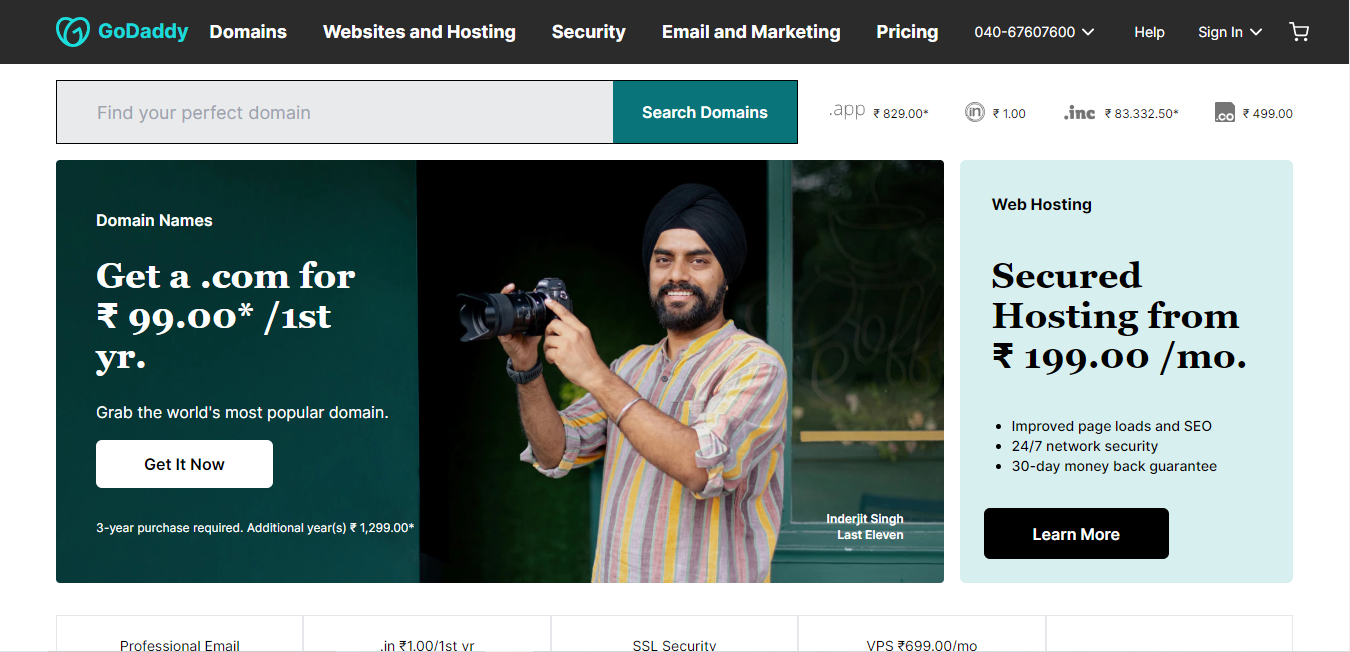 GoDaddy Domains Websites and Hosting Security Email and Marketing Pricing 040-67607600 Help Sign In
Find your perfect domain Search Domains .app ₹ 829.00* in ₹ 1.00 .inc ₹ 83,332.50* .co ₹ 499.00
Domain Names
Get a .com for
₹ 99.00* /1st
yr.
Grab the world's most popular domain.
Get It Now
3-year purchase required. Additional year(s) ₹ 1,299.00*
Inderjit Singh
Last Eleven
Web Hosting
Secured
Hosting from
₹ 199.00 /mo.
• Improved page loads and SEO
• 24/7 network security
• 30-day money back guarantee
Learn More
Professional Email .in ₹1.00/1st yr SSL Security VPS ₹699.00/mo